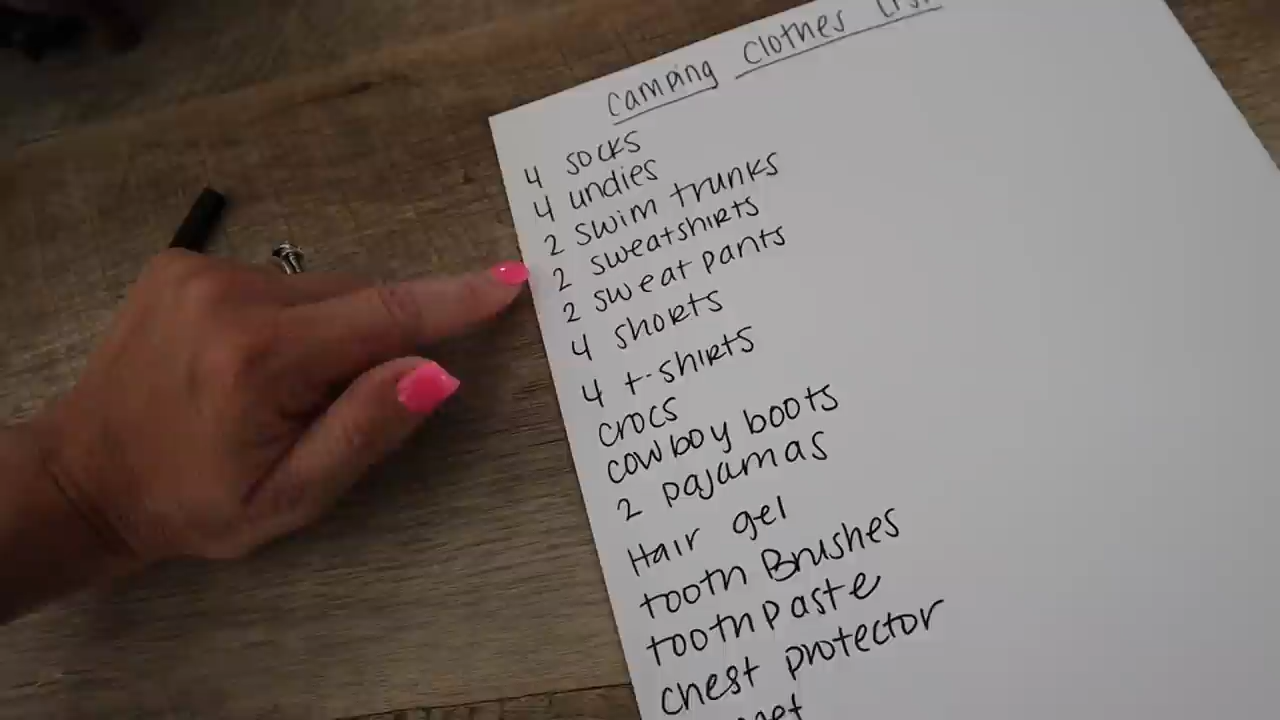 camping clothes list
4 socks
4 undies
2 swim trunks
2 sweatshirts
2 sweat pants
4 shorts
4 t-shirts
crocs
cowboy boots
2 pajamas
Hair gel
tooth Brushes
toothpaste
chest protector